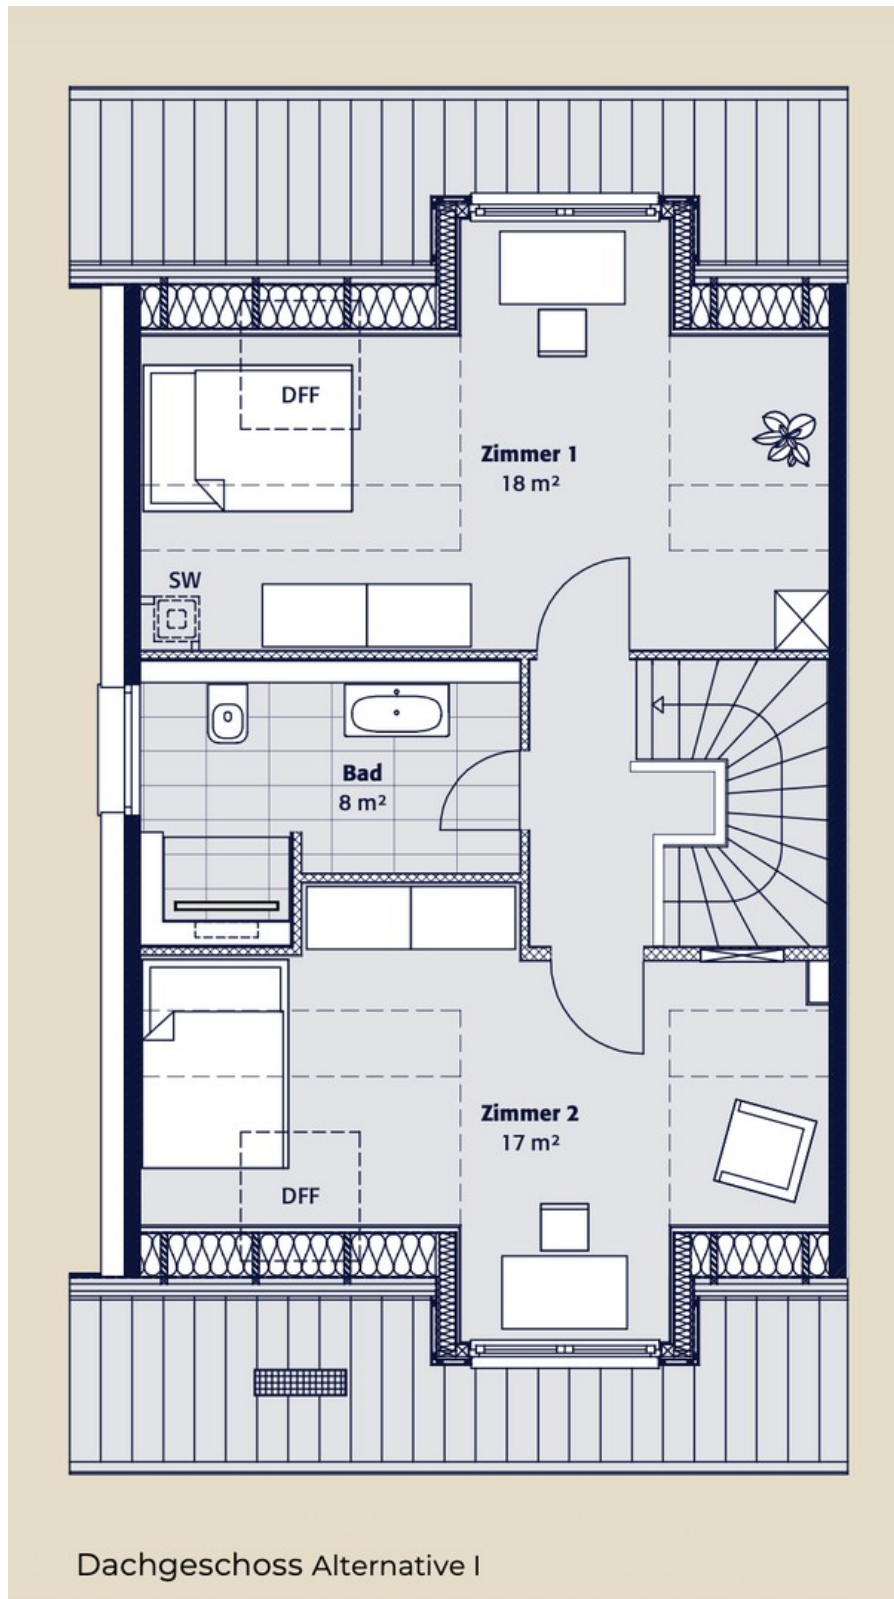 DFF
Zimmer 1
18 m²
SW
Bad
8 m²
Zimmer 2
17 m²
DFF
Dachgeschoss Alternative I